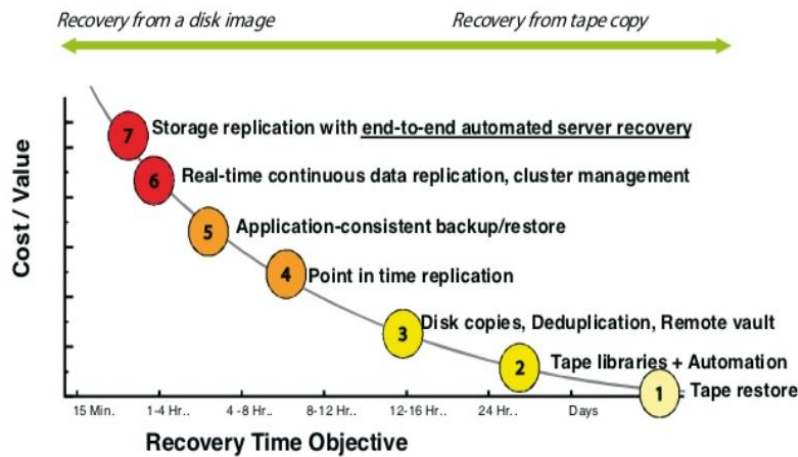 Recovery from a disk image
Recovery from tape copy
Cost / Value
7 Storage replication with end-to-end automated server recovery
6 Real-time continuous data replication, cluster management
5 Application-consistent backup/restore
4 Point in time replication
3 Disk copies, Deduplication, Remote vault
2 Tape libraries + Automation
1 Tape restore
15 Min. 1-4 Hr.. 4 -8 Hr.. 8-12 Hr.. 12-16 Hr.. 24 Hr.. Days
Recovery Time Objective